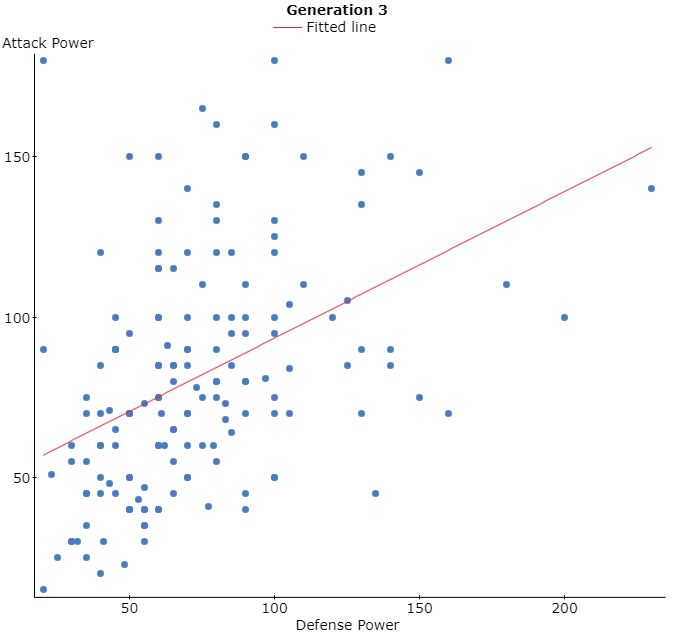 Generation 3
Fitted line
Attack Power
150
100
50
50 100 150 200
Defense Power